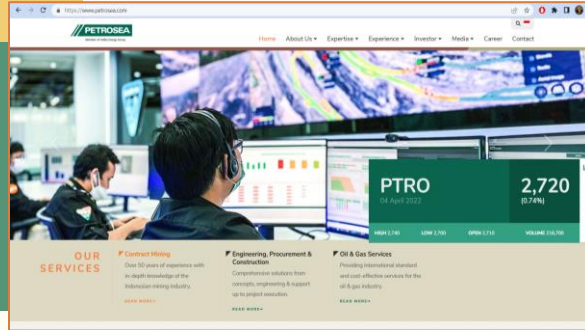 https://www.petrosea.com
PETROSEA
Home About Us Expertise Experience Investor Media Career Contact
PTRO 2,720
04 April 2022 (0.74%)
HIGH 2,740 LOW 2,700 OPEN 2,710 VOLUME
OUR SERVICES
Contract Mining
Over 50 years of experience with
in-depth knowledge of the
Indonesian mining industry.
READ MORE
Engineering, Procurement &
Construction
Comprehensive solutions from
concepts, engineering & support
up to project execution.
READ MORE
Oil & Gas Services
Providing international standard
and cost-effective services for the
oil & gas industry.
READ MORE